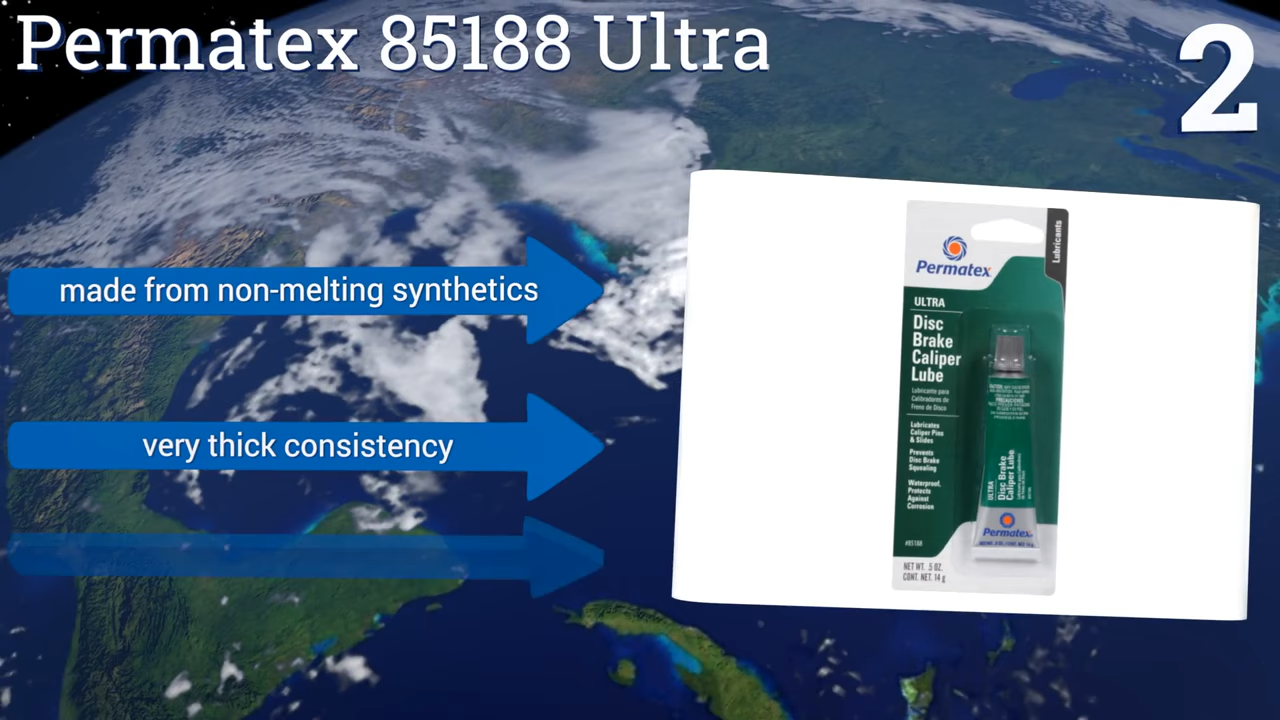 Permatex 85188 Ultra
2
made from non-melting synthetics
very thick consistency
Lubricants
Permatex
ULTRA
Disc
Brake
Caliper
Lube
Lubricante para
Calibradores de
Freno de Disco
Lubricates
Caliper Pins
& Slides
Prevents
Disc Brake
Squealing
Waterproof,
Protects
Against
Corrosion
#85188
NET WT. .5 OZ.
CONT. NET. 14 g
PRECAUCIONES
ULTRA
Disc Brake
Caliper Lube
Permatex